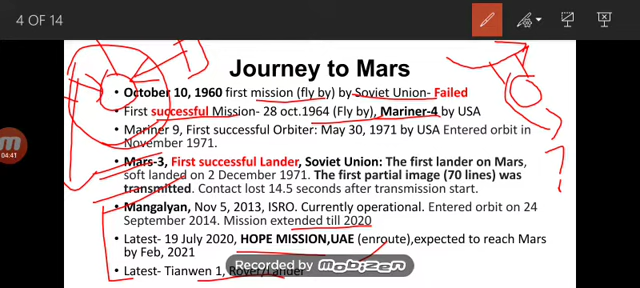 4 OF 14
Journey to Mars
• October 10, 1960 first mission (fly by) by Soviet Union- Failed
• First successful Mission- 28 oct.1964 (Fly by), Mariner-4 by USA
• Mariner 9, First successful Orbiter: May 30, 1971 by USA Entered orbit in
November 1971.
• Mars-3, First successful Lander, Soviet Union: The first lander on Mars,
soft landed on 2 December 1971. The first partial image (70 lines) was
transmitted. Contact lost 14.5 seconds after transmission start.
• Mangalyan, Nov 5, 2013, ISRO. Currently operational. Entered orbit on 24
September 2014. Mission extended till 2020
• Latest- 19 July 2020, HOPE MISSION,UAE (enroute),expected to reach Mars
by Feb, 2021
• Latest- Tianwen 1, Rover/Lander
04:41
Recorded by Mobizen